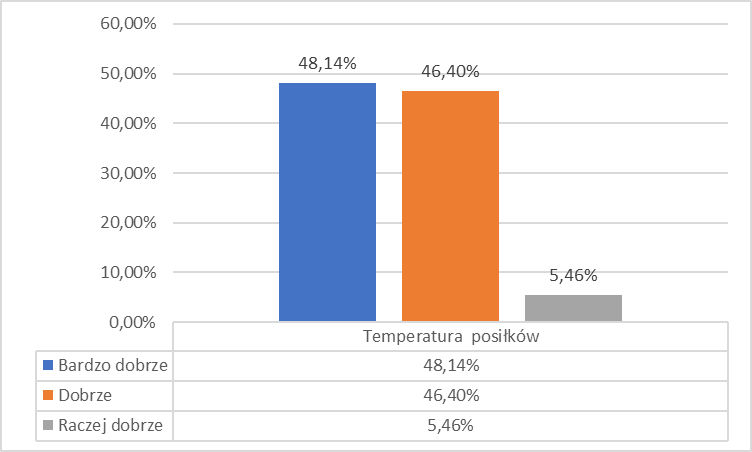 60,00%
50,00%
40,00%
30,00%
20,00%
10,00%
0,00%
48,14%
46,40%
5,46%
Temperatura posiłków
Bardzo dobrze 48,14%
Dobrze 46,40%
Raczej dobrze 5,46%